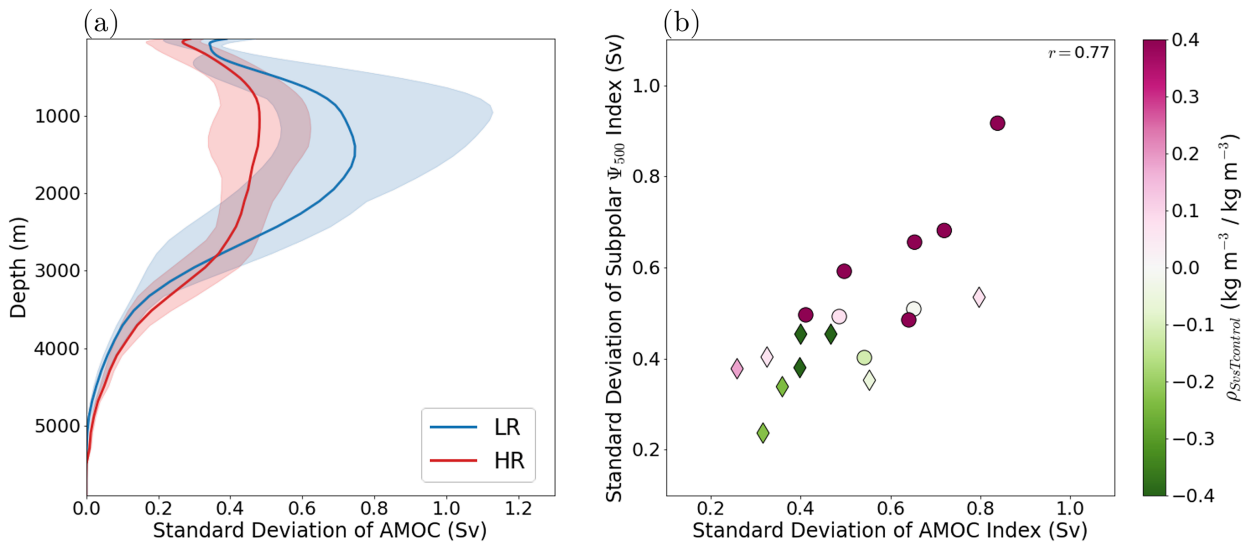 (a)
Depth (m)
1000
2000
3000
4000
5000
0.0 0.2 0.4 0.6 0.8 1.0 1.2
Standard Deviation of AMOC (Sv)
LR
HR
(b)
Standard Deviation of Subpolar Ψ₅₀₀ Index (Sv)
1.0
0.8
0.6
0.4
0.2
0.2 0.4 0.6 0.8 1.0
Standard Deviation of AMOC Index (Sv)
r = 0.77
0.4
0.3
0.2
0.1
0.0
−0.1
−0.2
−0.3
−0.4
ρSvsTcontrol (kg m⁻³ / kg m⁻³)